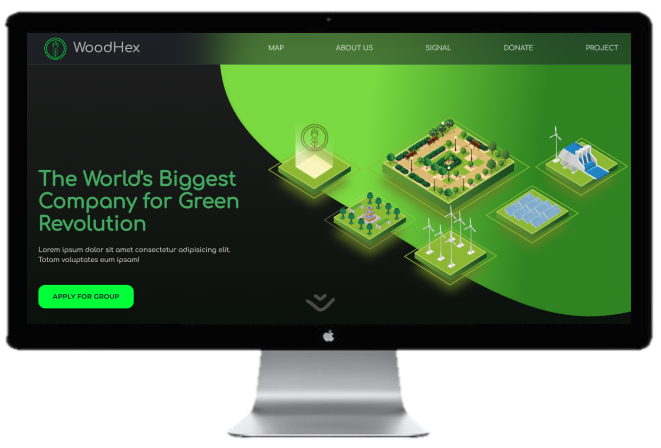 WoodHex
MAP
ABOUT US
SIGNAL
DONATE
PROJECT
The World's Biggest
Company for Green
Revolution
Lorem ipsum dolor sit amet consectetur adipisicing elit.
Totam voluptates eum ipsam!
APPLY FOR GROUP